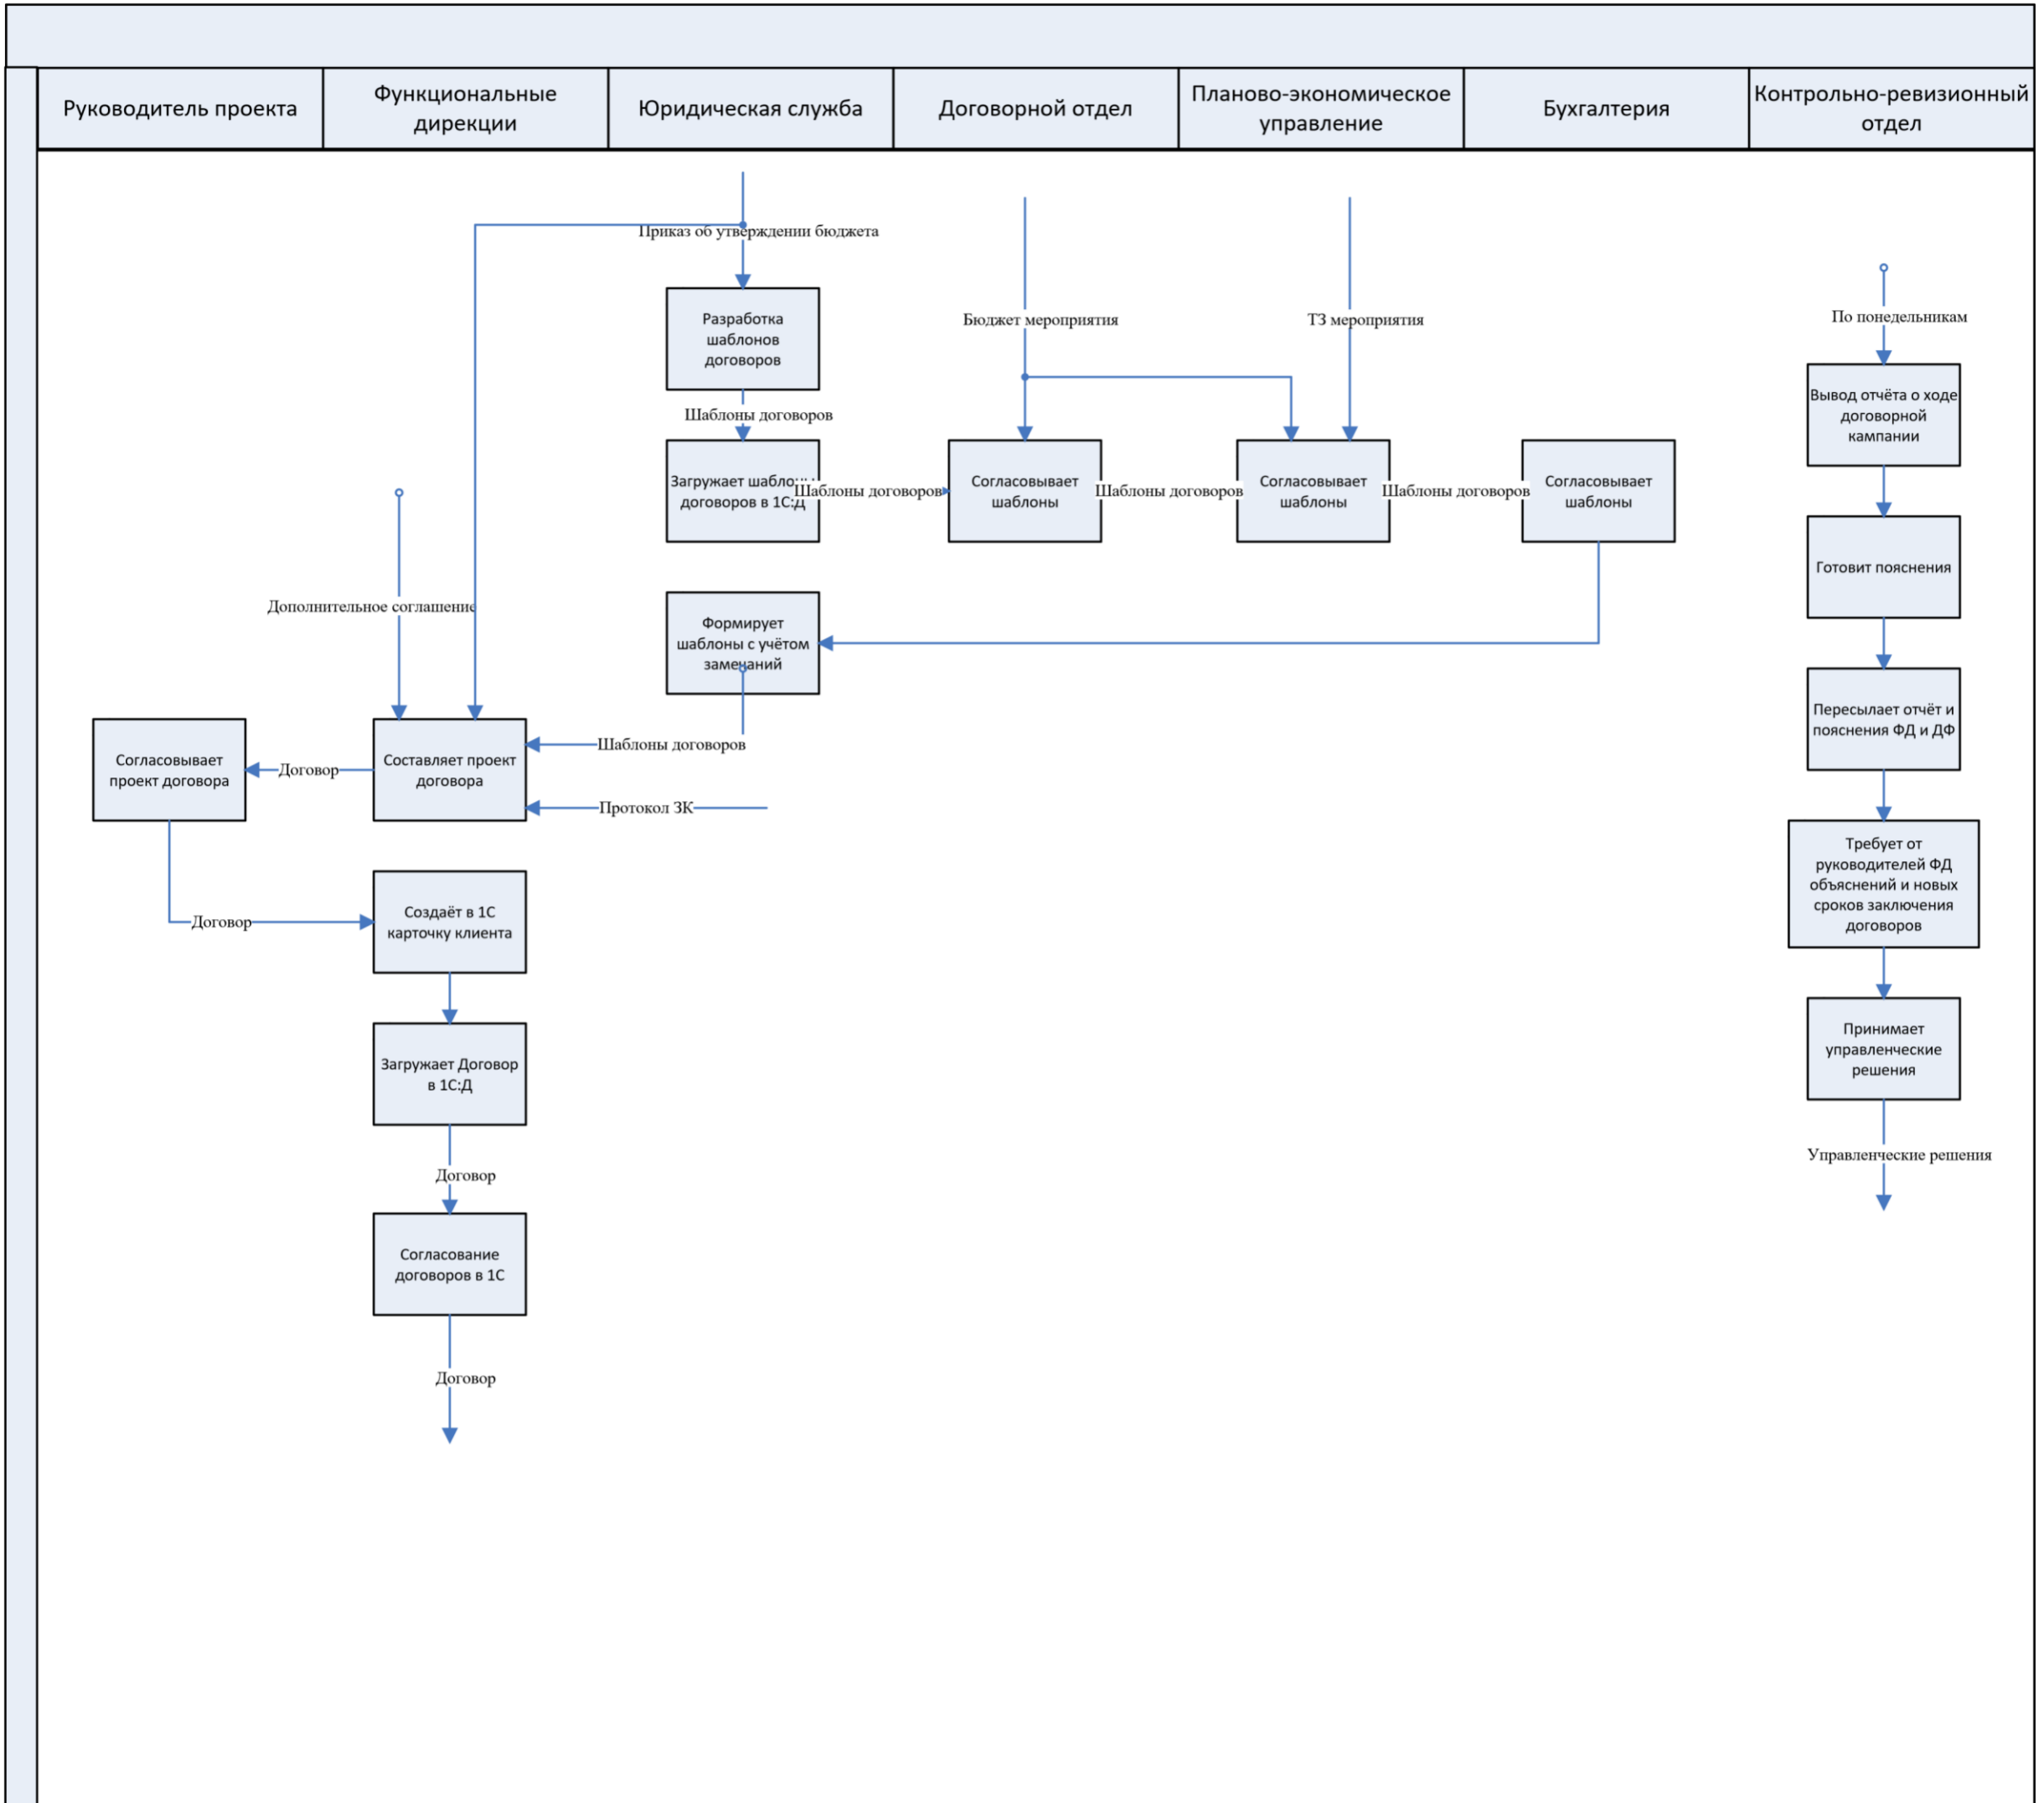 Руководитель проекта
Функциональные
дирекции
Юридическая служба
Договорной отдел
Планово-экономическое
управление
Бухгалтерия
Контрольно-ревизионный
отдел
Приказ об утверждении бюджета
Разработка
шаблонов
договоров
Бюджет мероприятия
ТЗ мероприятия
По понедельникам
Вывод отчёта о ходе
договорной
кампании
Шаблоны договоров
Загружает шаблоны
договоров в 1С:Д
Шаблоны договоров
Согласовывает
шаблоны
Шаблоны договоров
Согласовывает
шаблоны
Шаблоны договоров
Согласовывает
шаблоны
Готовит пояснения
Дополнительное соглашение
Формирует
шаблоны с учётом
замечаний
Пересылает отчёт и
пояснения ФД и ДФ
Согласовывает
проект договора
Договор
Составляет проект
договора
Шаблоны договоров
Протокол ЗК
Требует от
руководителей ФД
объяснений и новых
сроков заключения
договоров
Договор
Создаёт в 1С
карточку клиента
Загружает Договор
в 1С:Д
Принимает
управленческие
решения
Договор
Управленческие решения
Согласование
договоров в 1С
Договор